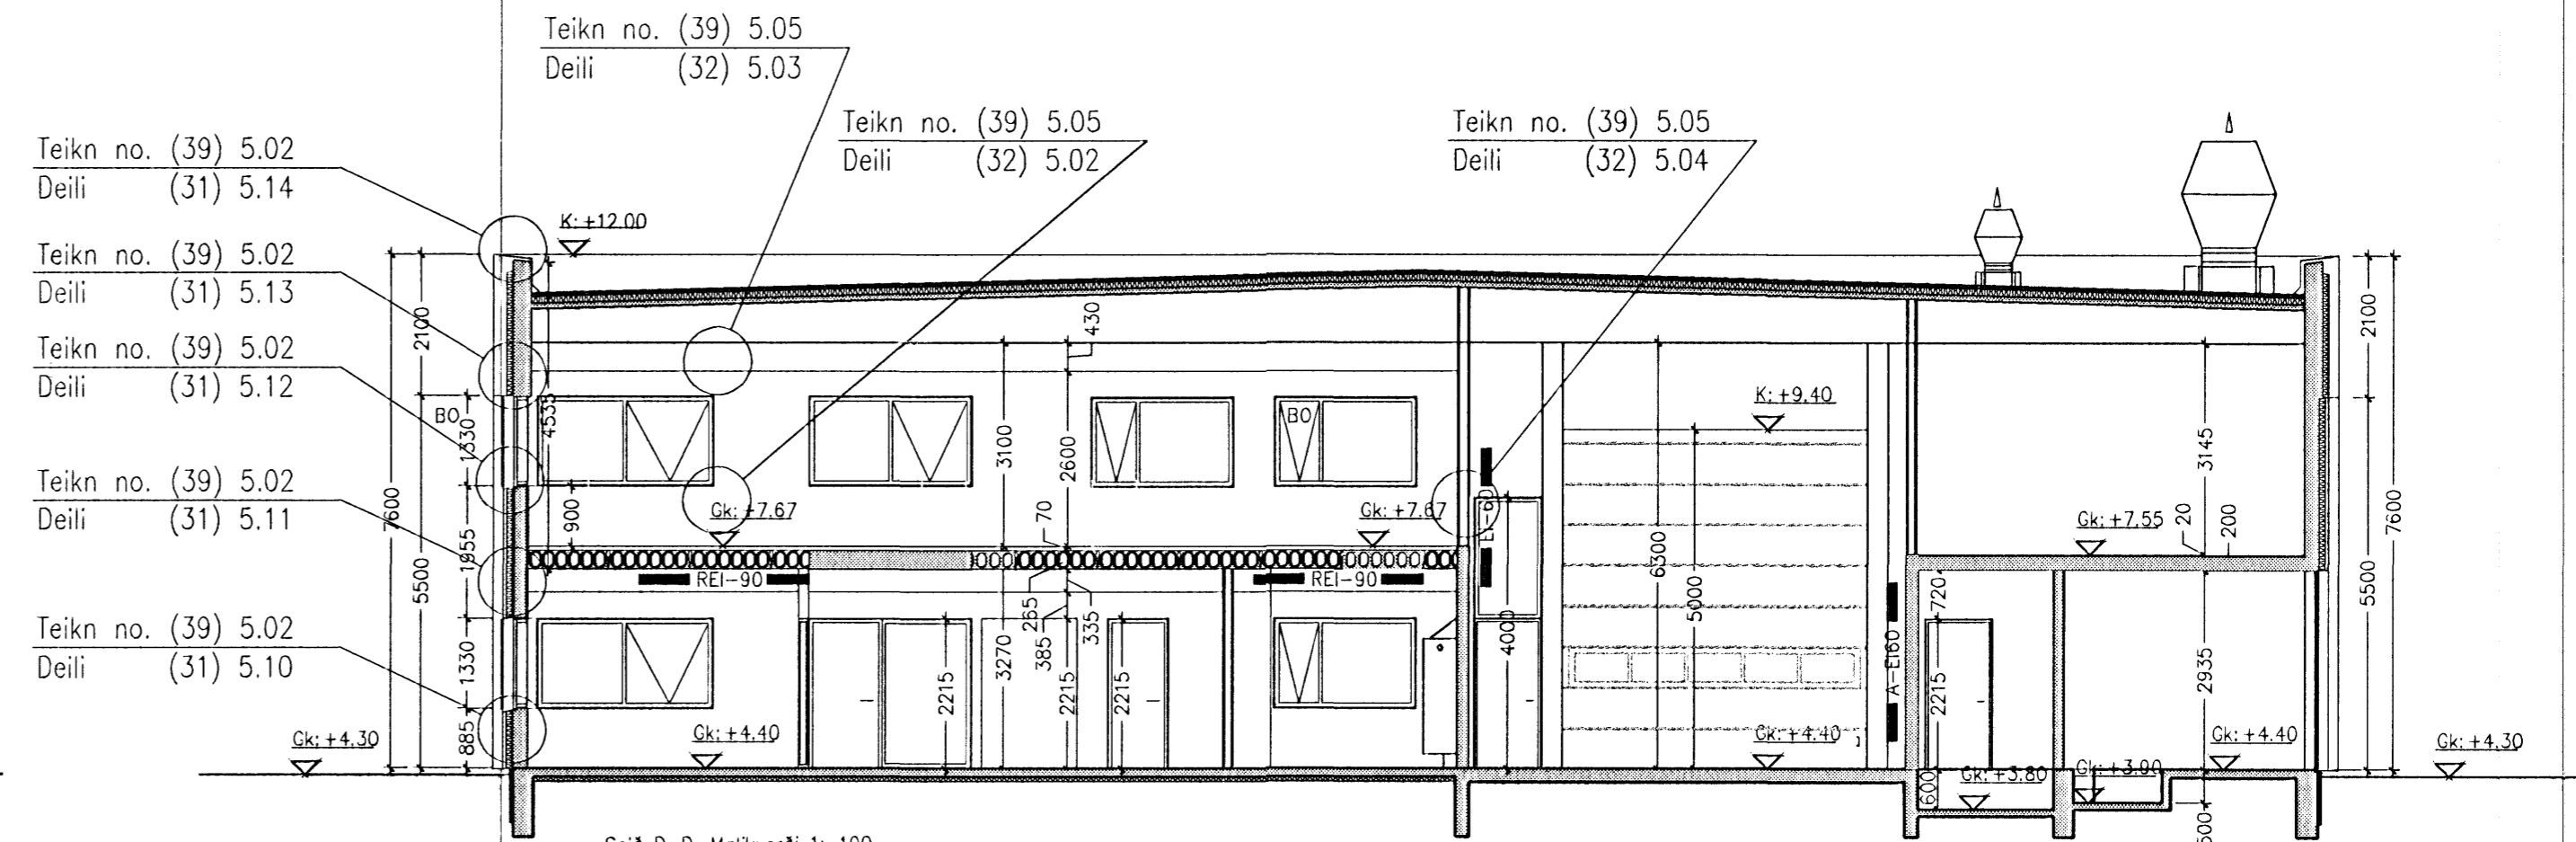 Teikn no. (39) 5.05
Deili (32) 5.03
Teikn no. (39) 5.05
Deili (32) 5.02
Teikn no. (39) 5.05
Deili (32) 5.04
Teikn no. (39) 5.02
Deili (31) 5.14
Teikn no. (39) 5.02
Deili (31) 5.13
Teikn no. (39) 5.02
Deili (31) 5.12
Teikn no. (39) 5.02
Deili (31) 5.11
Teikn no. (39) 5.02
Deili (31) 5.10
K: +12.00
2100
7600
5500
BO
1330
1955
1330
885
4535
900
430
3100
2600
70
BO
Gk: +7.67
Gk: +7.67
REI-90
REI-90
265
385
335
3270
2215
2215
2215
EI-60
4000
K: +9.40
6300
5000
A-EI60
3145
Gk: +7.55
20
200
720
2215
2935
2100
5500
7600
Gk: +4.30
Gk: +4.40
Gk: +4.40
Gk: +4.40
Gk: +4.30
Gk: +3.80
Gk: +3.90
600